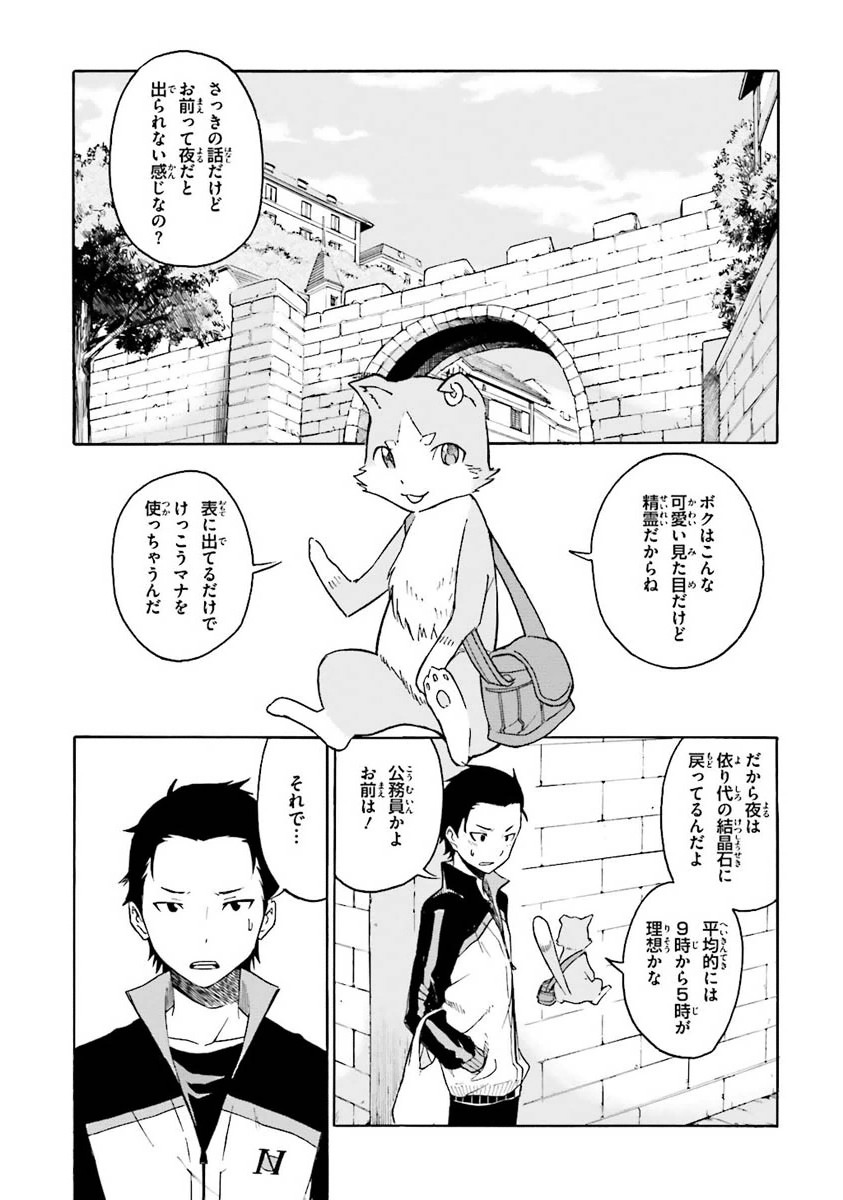 さっきの話だけど
お前って夜だと
出られない感じなの？
ボクはこんな
可愛い見た目だけど
精霊だからね
表に出てるだけで
けっこうマナを
使っちゃうんだ
だから夜は
依り代の結晶石に
戻ってるんだよ
平均的には
9時から5時が
理想かな
公務員かよ
お前は！
それで…
N